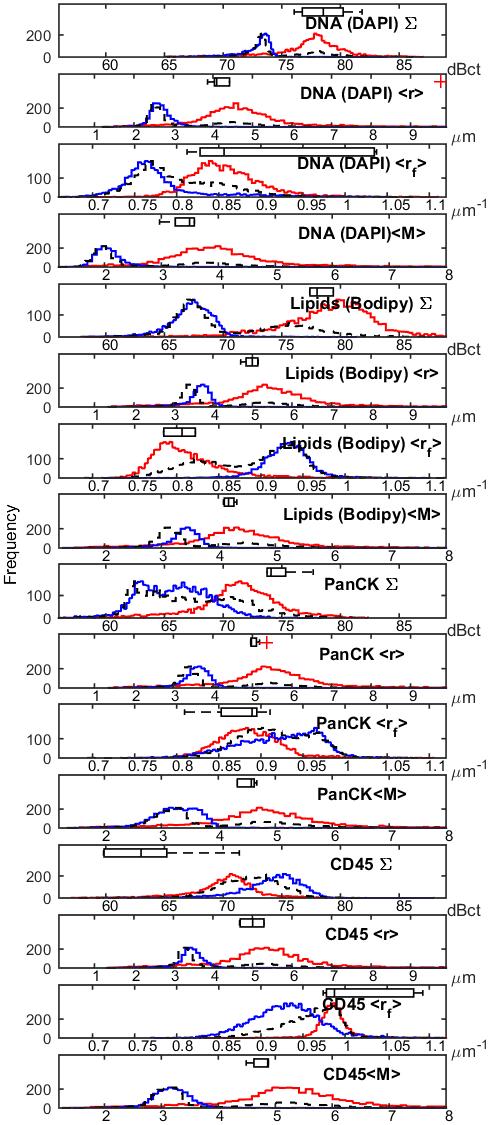 DNA (DAPI) Σ
200
0
60 65 70 75 80 85 dBct
DNA (DAPI) <r>
200
0
1 2 3 4 5 6 7 8 9 μm
DNA (DAPI) <r_f>
100
0
0.7 0.75 0.8 0.85 0.9 0.95 1 1.05 1.1 μm-1
DNA (DAPI)<M>
200
0
2 3 4 5 6 7 8
Lipids (Bodipy) Σ
100
0
60 65 70 75 80 85 dBct
Lipids (Bodipy) <r>
200
0
1 2 3 4 5 6 7 8 9 μm
Lipids (Bodipy) <r_f>
100
0
0.7 0.75 0.8 0.85 0.9 0.95 1 1.05 1.1 μm-1
Lipids (Bodipy)<M>
200
0
2 3 4 5 6 7 8
Frequency
PanCK Σ
100
0
60 65 70 75 80 85 dBct
PanCK <r>
200
0
1 2 3 4 5 6 7 8 9 μm
PanCK <r_f>
100
0
0.7 0.75 0.8 0.85 0.9 0.95 1 1.05 1.1 μm-1
PanCK<M>
200
0
2 3 4 5 6 7 8
CD45 Σ
200
0
60 65 70 75 80 85 dBct
CD45 <r>
200
0
1 2 3 4 5 6 7 8 9 μm
CD45 <r_f>
200
0
0.7 0.75 0.8 0.85 0.9 0.95 1 1.05 1.1 μm-1
CD45<M>
200
0
2 3 4 5 6 7 8